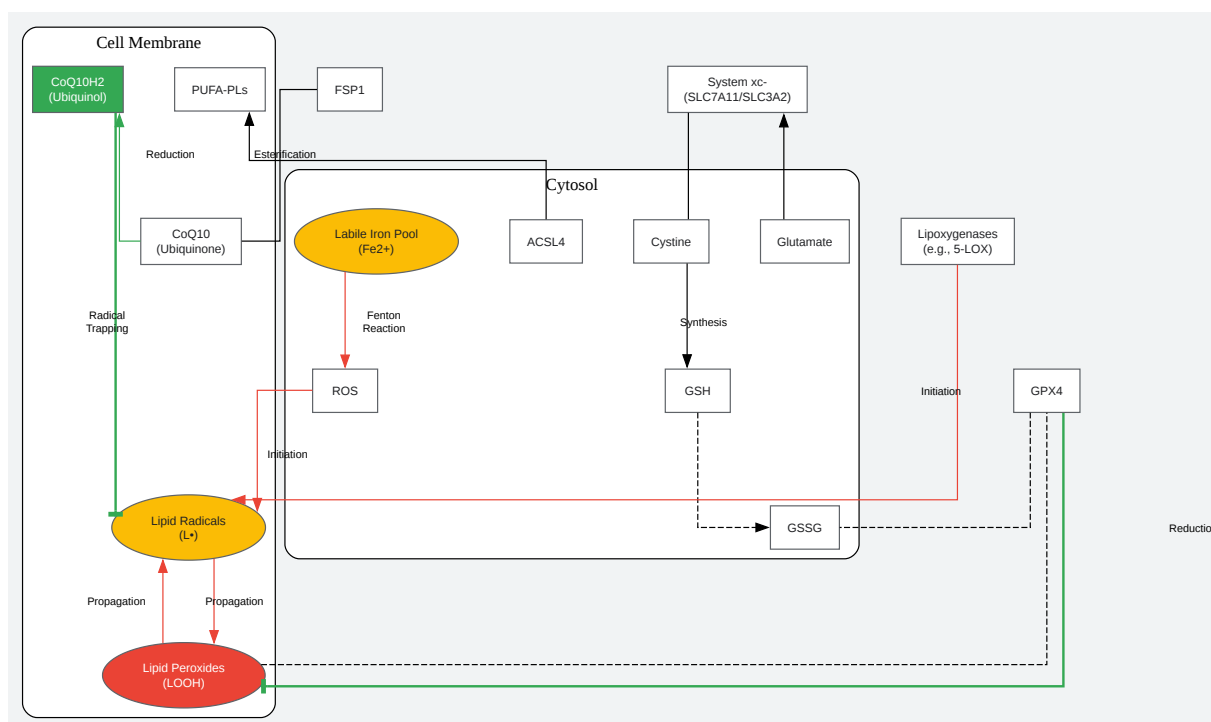 Cell Membrane
CoQ10H2
(Ubiquinol)
PUFA-PLs
FSP1
System xc-
(SLC7A11/SLC3A2)
Reduction
Esterification
Cytosol
CoQ10
(Ubiquinone)
Labile Iron Pool
(Fe2+)
ACSL4
Cystine
Glutamate
Lipoxygenases
(e.g., 5-LOX)
Radical
Trapping
Fenton
Reaction
Synthesis
ROS
GSH
Initiation
GPX4
Initiation
Lipid Radicals
(L•)
GSSG
Reductio
Propagation
Propagation
Lipid Peroxides
(LOOH)